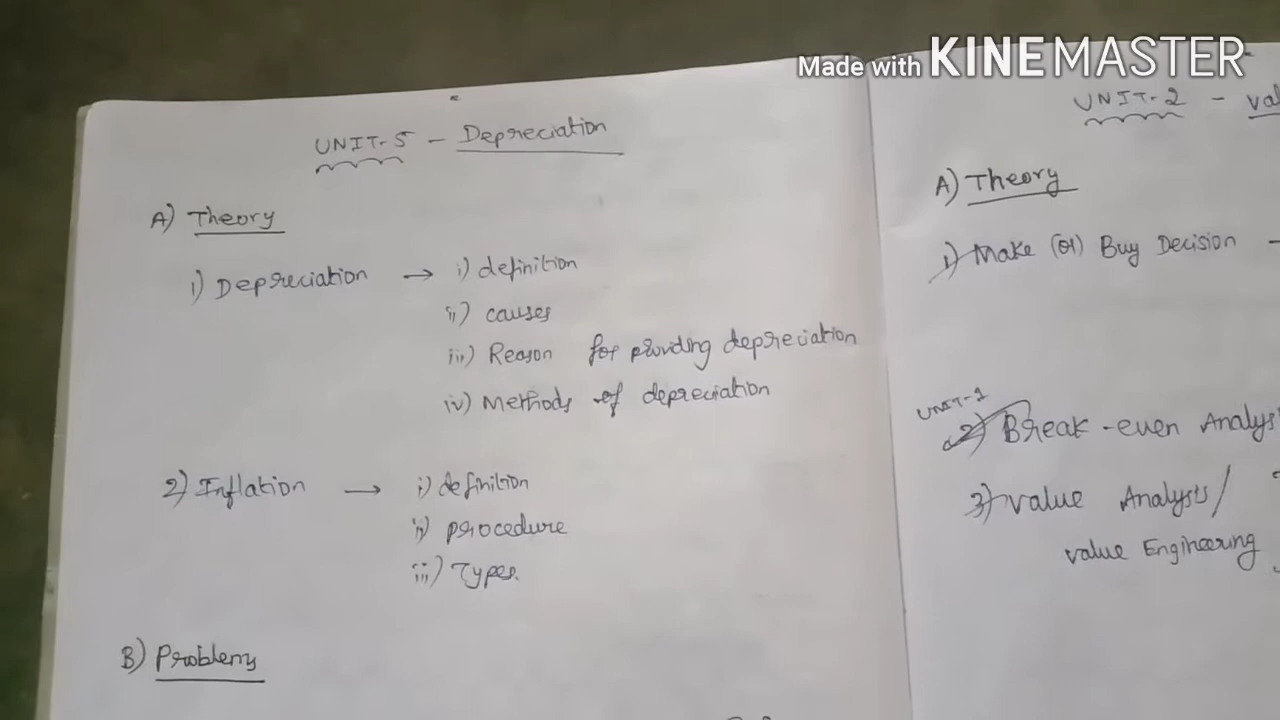 Made with KINEMASTER
UNIT-5 - Depreciation
A) Theory
1) Depreciation → i) definition
ii) causes
iii) Reason for providing depreciation
iv) Methods of depreciation
2) Inflation → i) definition
ii) procedure
iii) Types
B) Problems
UNIT-2 -
A) Theory
1) Make (or) Buy Decision
UNIT-1
2) Break-even
3) value Analysis/
value Engineering